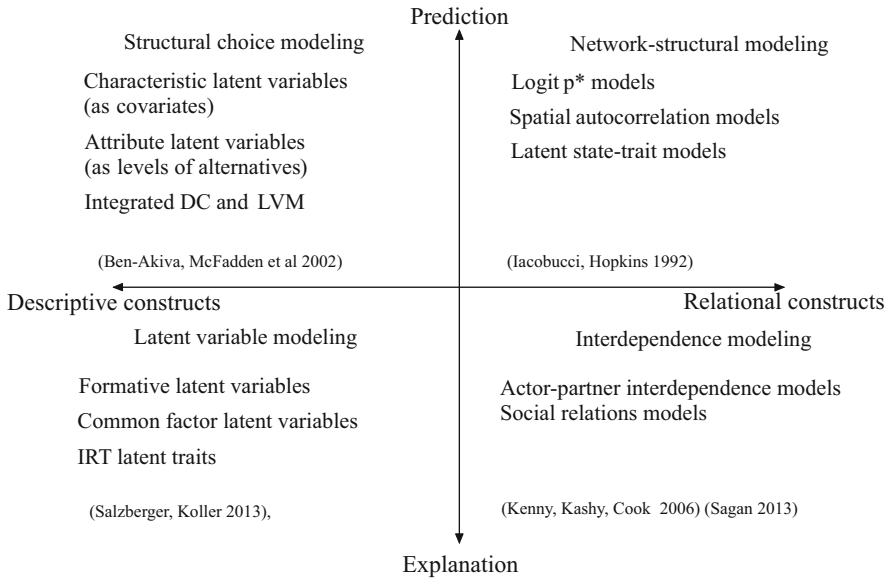 Prediction
Structural choice modeling
Characteristic latent variables
(as covariates)
Attribute latent variables
(as levels of alternatives)
Integrated DC and LVM
(Ben-Akiva, McFadden et al 2002)
Network-structural modeling
Logit p* models
Spatial autocorrelation models
Latent state-trait models
(Iacobucci, Hopkins 1992)
Descriptive constructs
Relational constructs
Latent variable modeling
Formative latent variables
Common factor latent variables
IRT latent traits
(Salzberger, Koller 2013),
Interdependence modeling
Actor-partner interdependence models
Social relations models
(Kenny, Kashy, Cook 2006) (Sagan 2013)
Explanation